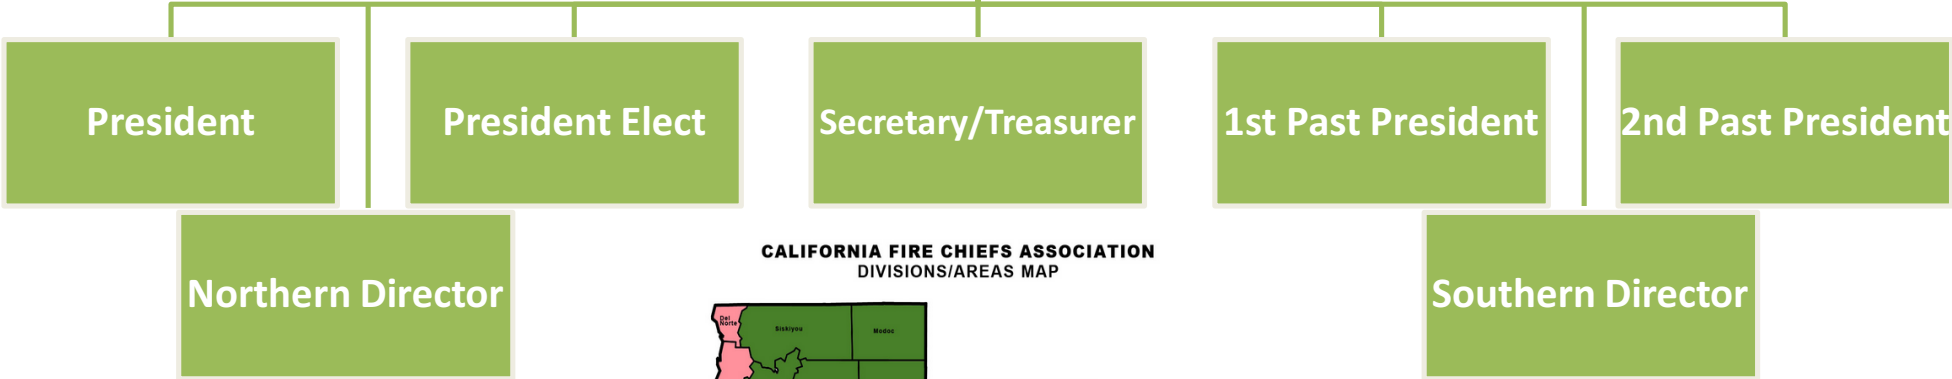 President
President Elect
Secretary/Treasurer
1st Past President
2nd Past President
Northern Director
Southern Director
CALIFORNIA FIRE CHIEFS ASSOCIATION
DIVISIONS/AREAS MAP
Del
Norte
Siskiyou
Modoc